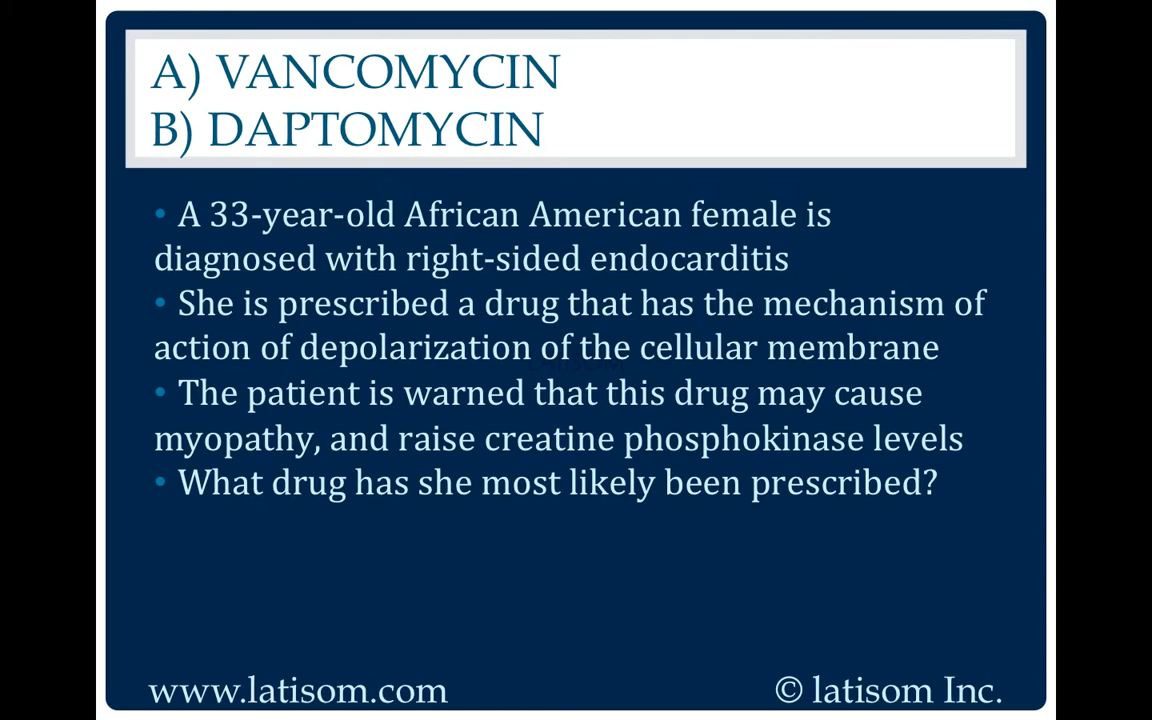 A) VANCOMYCIN
B) DAPTOMYCIN
• A 33-year-old African American female is
diagnosed with right-sided endocarditis
• She is prescribed a drug that has the mechanism of
action of depolarization of the cellular membrane
• The patient is warned that this drug may cause
myopathy, and raise creatine phosphokinase levels
• What drug has she most likely been prescribed?
www.latisom.com
© latisom Inc.